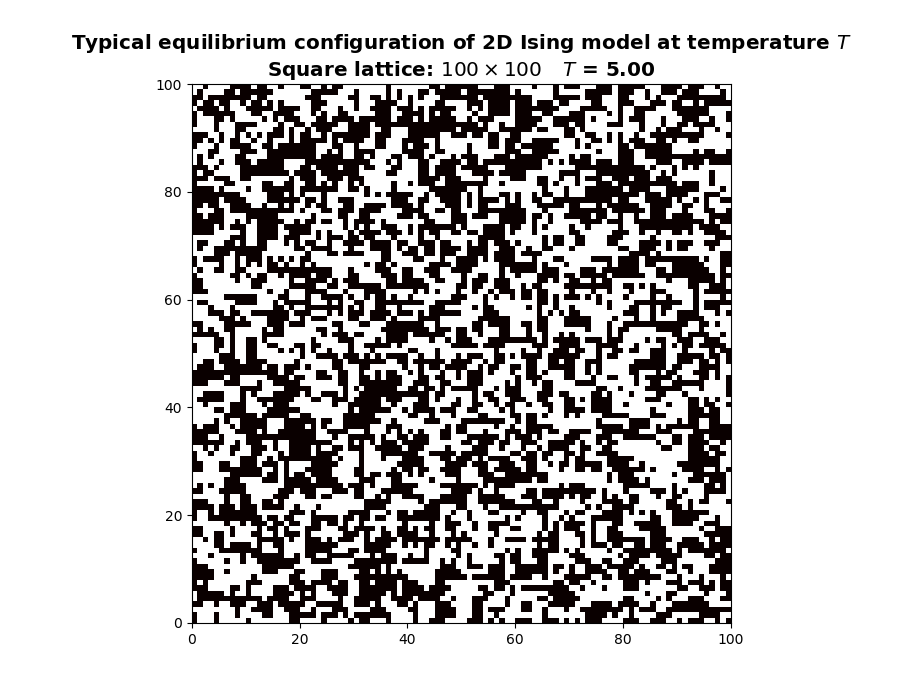 Typical equilibrium configuration of 2D Ising model at temperature T
Square lattice: 100 × 100 T = 5.00
100
80
60
40
20
0
0 20 40 60 80 100